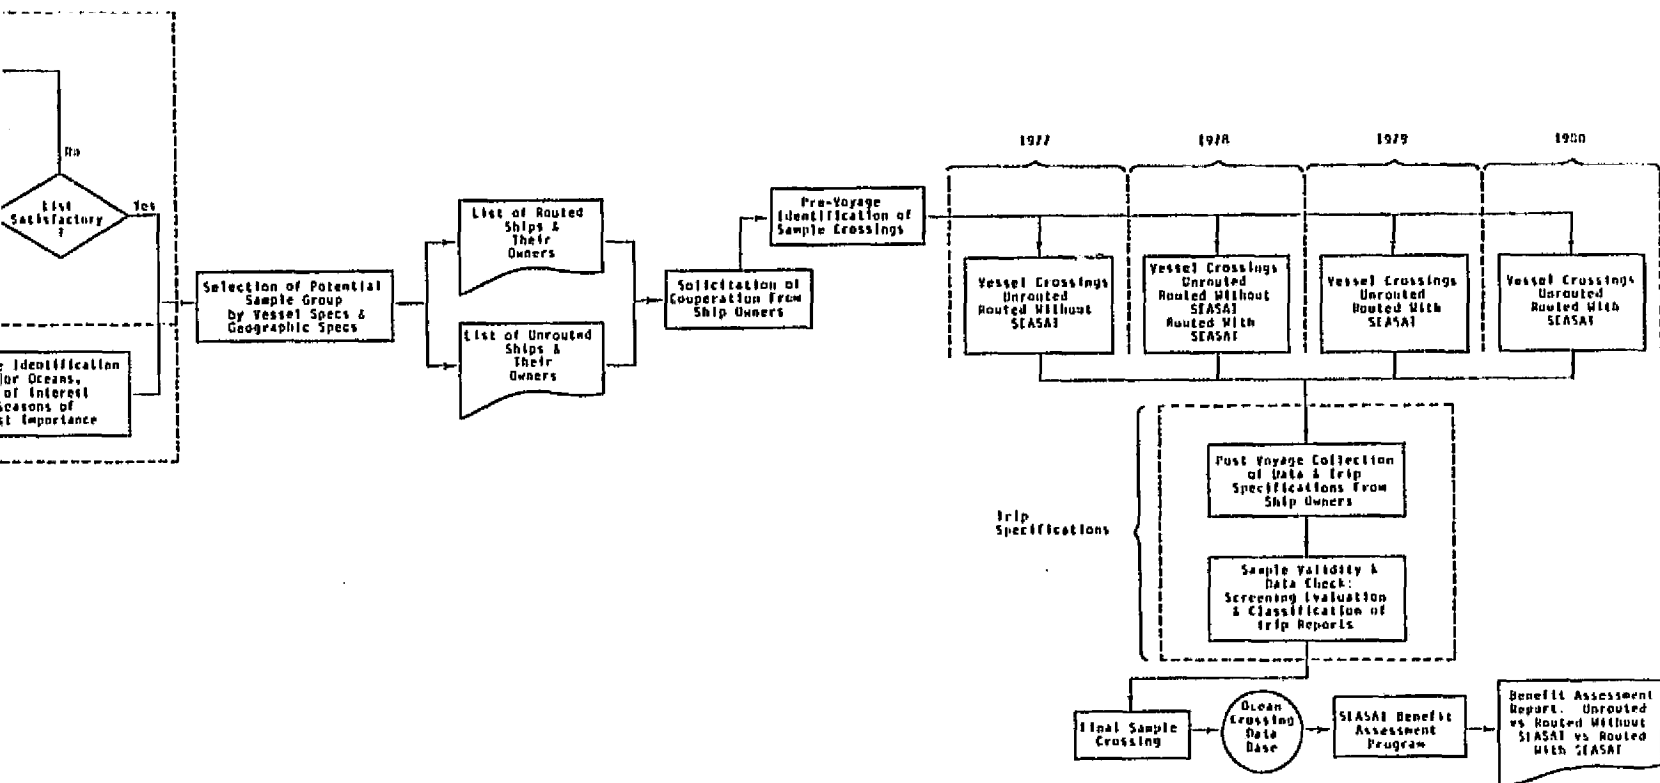 No
List
Satisfactory
?
Yes
Identification
or Oceans,
of Interest
Seasons of
st Importance
Selection of Potential
Sample Group
by Vessel Specs &
Geographic Specs
List of Routed
Ships &
Their
Owners
List of Unrouted
Ships &
Their
Owners
Solicitation of
Cooperation From
Ship Owners
Pre-Voyage
Identification of
Sample Crossings
1977
1978
1979
1980
Vessel Crossings
Unrouted
Routed Without
SEASAT
Vessel Crossings
Unrouted
Routed Without
SEASAT
Routed With
SEASAT
Vessel Crossings
Unrouted
Routed With
SEASAT
Vessel Crossings
Unrouted
Routed With
SEASAT
Trip
Specifications
Post Voyage Collection
of Data & Trip
Specifications From
Ship Owners
Sample Validity &
Data Check:
Screening Evaluation
& Classification of
Trip Reports
Final Sample
Crossing
Ocean
Crossing
Data
Base
SEASAT Benefit
Assessment
Program
Benefit Assessment
Report. Unrouted
vs Routed Without
SEASAT vs Routed
With SEASAT